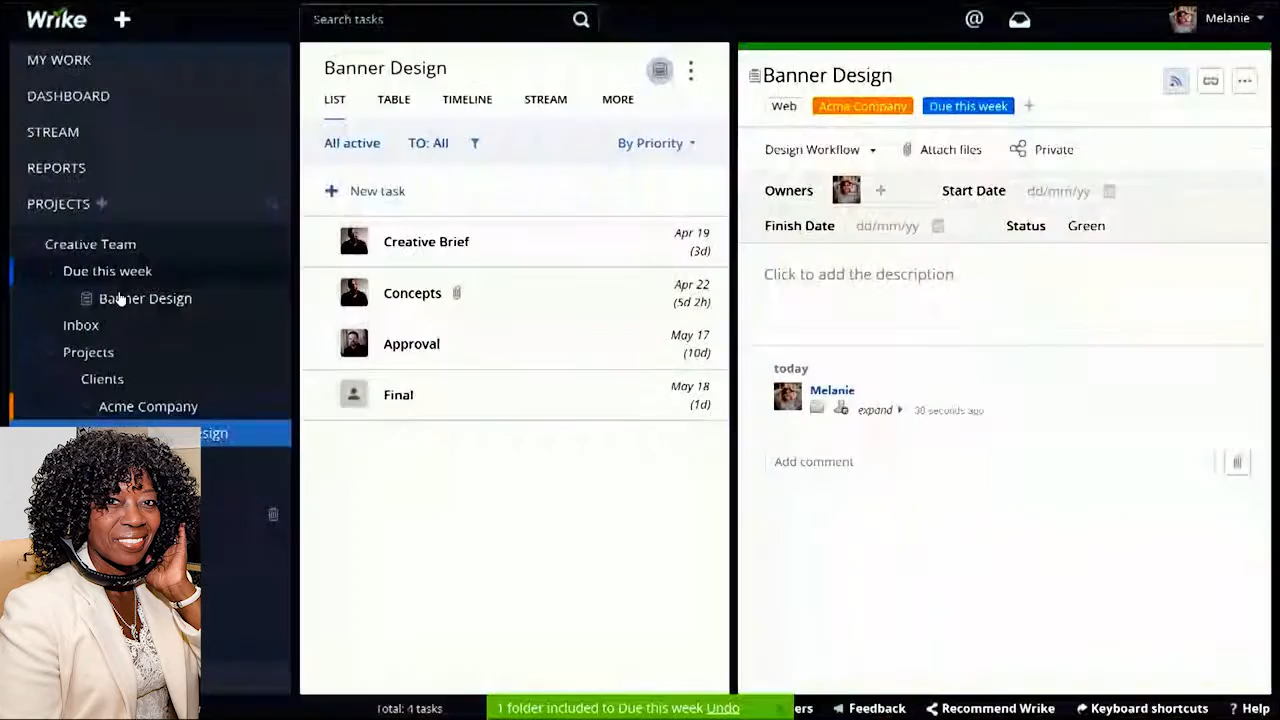 Wrike
Search tasks
@
Melanie
MY WORK
DASHBOARD
STREAM
REPORTS
PROJECTS
Creative Team
Due this week
Banner Design
Inbox
Projects
Clients
Acme Company
Banner Design
LIST TABLE TIMELINE STREAM MORE
All active TO: All By Priority
New task
Creative Brief Apr 19 (3d)
Concepts Apr 22 (5d 2h)
Approval May 17 (10d)
Final May 18 (1d)
Total: 4 tasks
Banner Design
Web Acme Company Due this week
Design Workflow Attach files Private
Owners Start Date dd/mm/yy
Finish Date dd/mm/yy Status Green
Click to add the description
today
Melanie
expand 30 seconds ago
Add comment
1 folder included to Due this week Undo
Feedback Recommend Wrike Keyboard shortcuts ? Help